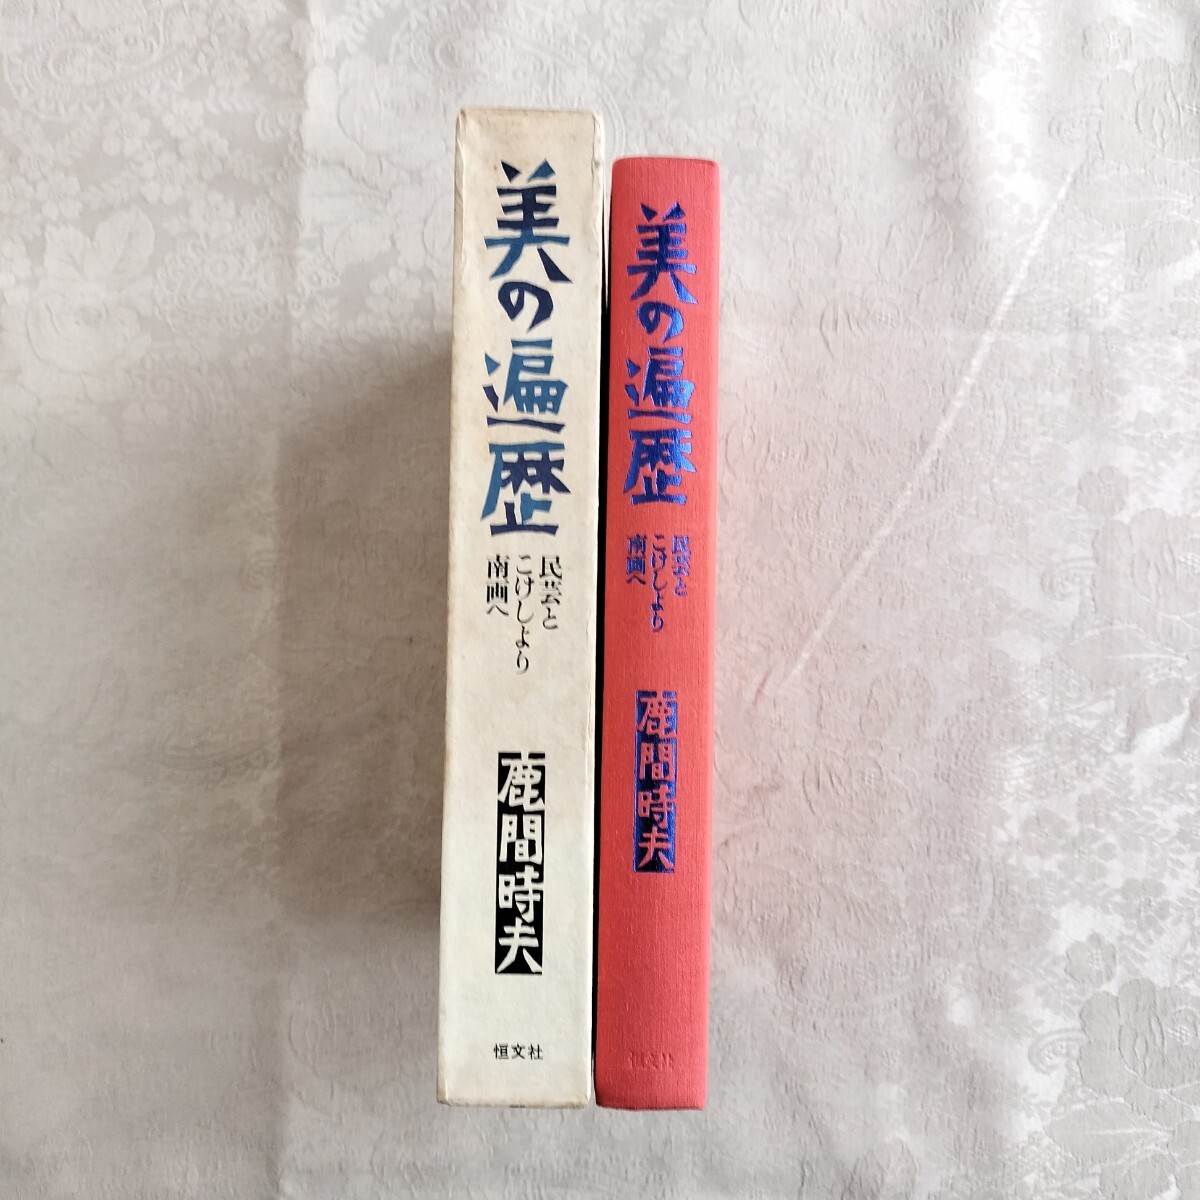 美の遍歴
民芸と
こけしより
南画へ
鹿間時夫
恒文社
美の遍歴
民芸と
こけしより
南画へ
鹿間時夫
恒文社